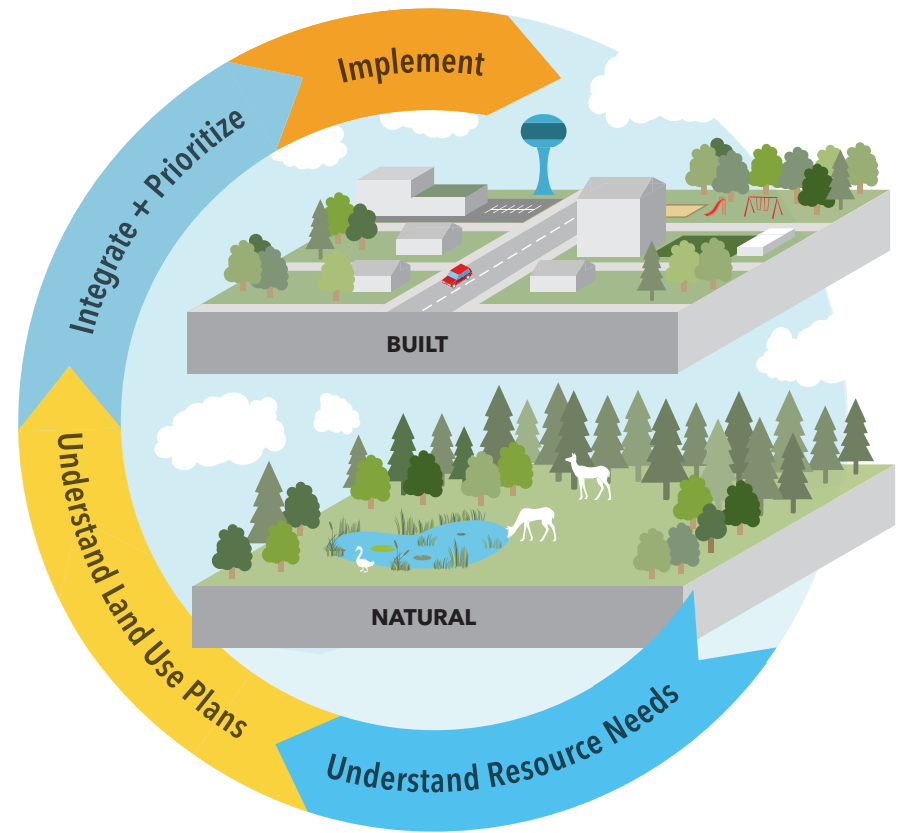 Implement
Integrate + Prioritize
BUILT
Understand Land Use Plans
NATURAL
Understand Resource Needs